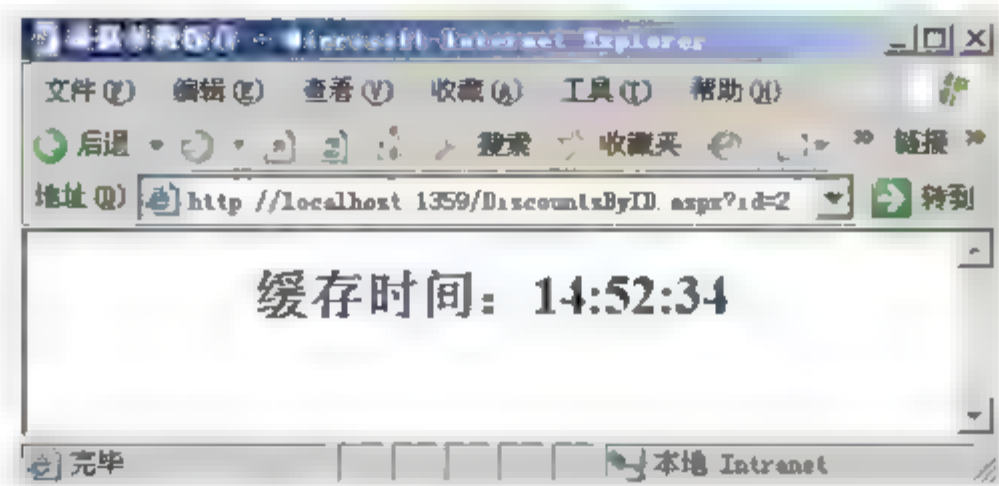 Microsoft Internet Explorer
文件(F) 编辑(E) 查看(V) 收藏(A) 工具(T) 帮助(H)
后退 搜索 收藏夹 » 链接 »
地址(D) http //localhost 1359/DiscountsByID.aspx?id=2 转到
缓存时间：14:52:34
完毕 本地 Intranet